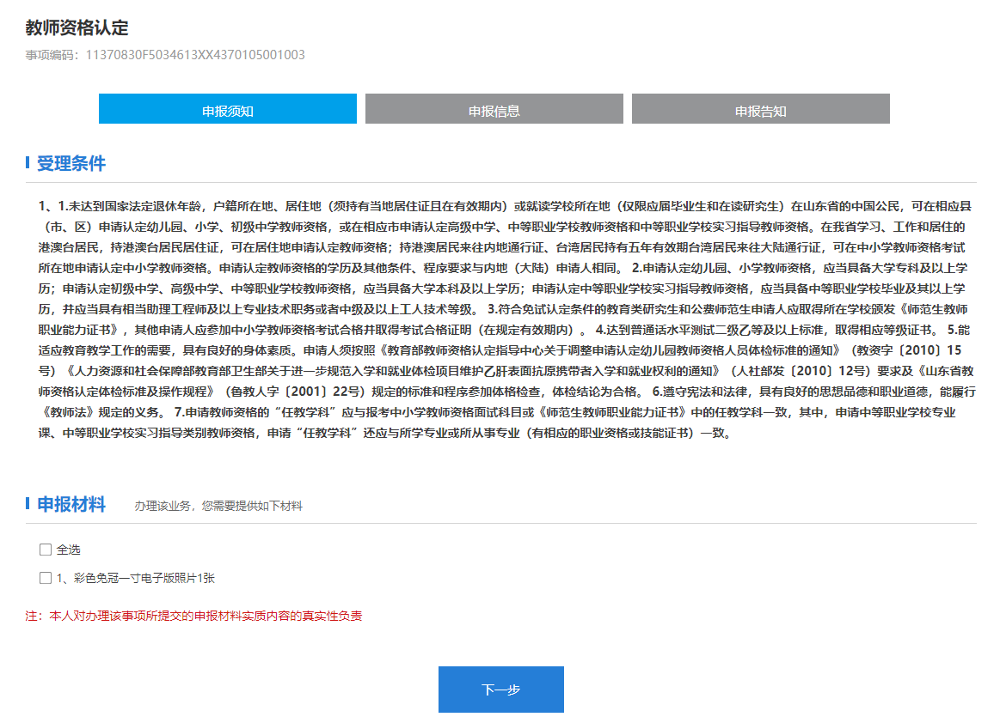 教师资格认定
事项编码：11370830F5034613XX4370105001003
申报须知
申报信息
申报告知
受理条件
1、1.未达到国家法定退休年龄，户籍所在地、居住地（须持有当地居住证且在有效期内）或就读学校所在地（仅限应届毕业生和在读研究生）在山东省的中国公民，可在相应县
（市、区）申请认定幼儿园、小学、初级中学教师资格，或在相应市申请认定高级中学、中等职业学校教师资格和中等职业学校实习指导教师资格。在我省学习、工作和居住的
港澳台居民，持港澳台居民居住证，可在居住地申请认定教师资格；持港澳居民来往内地通行证、台湾居民持有五年有效期台湾居民来往大陆通行证，可在中小学教师资格考试
所在地申请认定中小学教师资格。申请认定教师资格的学历及其他条件、程序要求与内地（大陆）申请人相同。 2.申请认定幼儿园、小学教师资格，应当具备大学专科及以上学
历；申请认定初级中学、高级中学、中等职业学校教师资格，应当具备大学本科及以上学历；申请认定中等职业学校实习指导教师资格，应当具备中等职业学校毕业及其以上学
历，并应当具有相当助理工程师及以上专业技术职务或者中级及以上工人技术等级。 3.符合免试认定条件的教育类研究生和公费师范生申请人应取得所在学校颁发《师范生教师
职业能力证书》，其他申请人应参加中小学教师资格考试合格并取得考试合格证明（在规定有效期内）。 4.达到普通话水平测试二级乙等及以上标准，取得相应等级证书。 5.能
适应教育教学工作的需要，具有良好的身体素质。申请人须按照《教育部教师资格认定指导中心关于调整申请认定幼儿园教师资格人员体检标准的通知》（教资字〔2010〕15
号）《人力资源和社会保障部教育部卫生部关于进一步规范入学和就业体检项目维护乙肝表面抗原携带者入学和就业权利的通知》（人社部发〔2010〕12号）要求及《山东省教
师资格认定体检标准及操作规程》（鲁教人字〔2001〕22号）规定的标准和程序参加体格检查，体检结论为合格。 6.遵守宪法和法律，具有良好的思想品德和职业道德，能履行
《教师法》规定的义务。 7.申请教师资格的“任教学科”应与报考中小学教师资格面试科目或《师范生教师职业能力证书》中的任教学科一致，其中，申请中等职业学校专业
课、中等职业学校实习指导类别教师资格，申请“任教学科”还应与所学专业或所从事专业（有相应的职业资格或技能证书）一致。
申报材料
办理该业务，您需要提供如下材料
全选
1、彩色免冠一寸电子版照片1张
注：本人对办理该事项所提交的申报材料实质内容的真实性负责
下一步